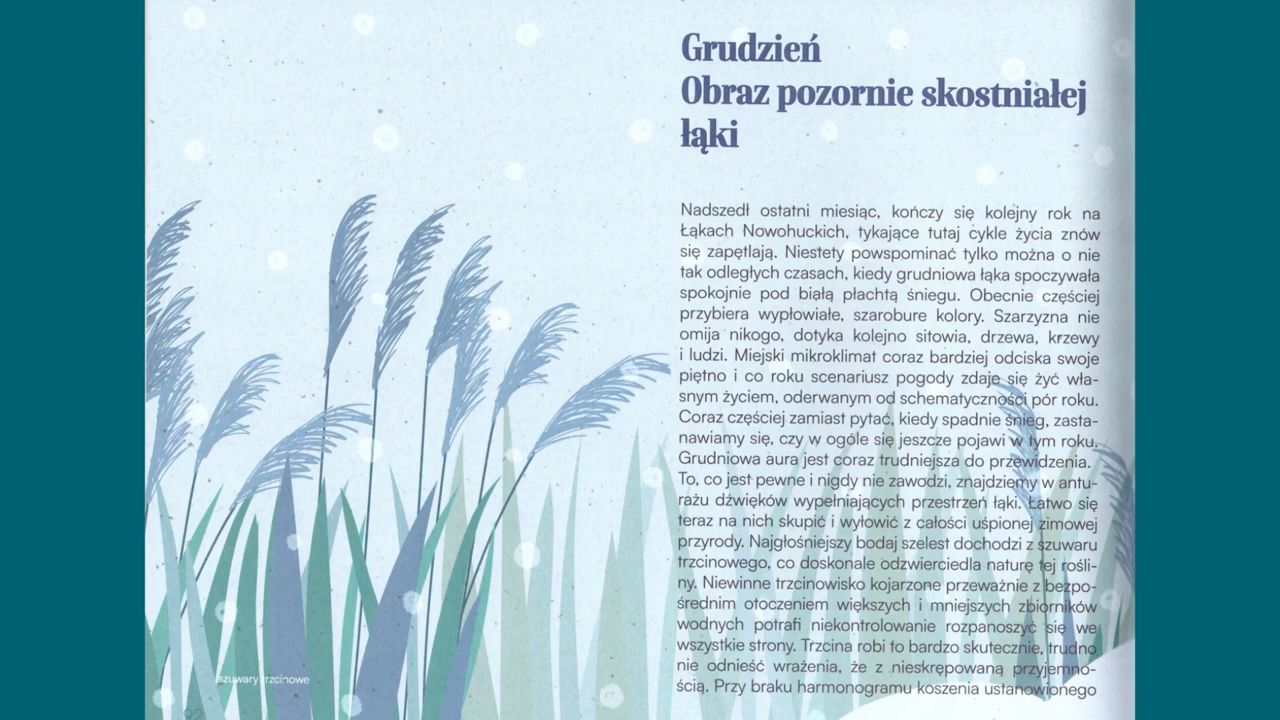 Grudzień
Obraz pozornie skostniałej
łąki
Nadszedł ostatni miesiąc, kończy się kolejny rok na
Łąkach Nowohuckich, tykające tutaj cykle życia znów
się zapętlają. Niestety powspominać tylko można o nie
tak odległych czasach, kiedy grudniowa łąka spoczywała
spokojnie pod białą płachtą śniegu. Obecnie częściej
przybiera wypłowiałe, szarobure kolory. Szarzyzna nie
omija nikogo, dotyka kolejno sitowia, drzewa, krzewy
i ludzi. Miejski mikroklimat coraz bardziej odciska swoje
piętno i co roku scenariusz pogody zdaje się żyć wła-
snym życiem, oderwanym od schematyczności pór roku.
Coraz częściej zamiast pytać, kiedy spadnie śnieg, zasta-
nawiamy się, czy w ogóle się jeszcze pojawi w tym roku.
Grudniowa aura jest coraz trudniejsza do przewidzenia.
To, co jest pewne i nigdy nie zawodzi, znajdziemy w antu-
rażu dźwięków wypełniających przestrzeń łąki. Łatwo się
teraz na nich skupić i wyłowić z całości uśpionej zimowej
przyrody. Najgłośniejszy bodaj szelest dochodzi z szuwaru
trzcinowego, co doskonale odzwierciedla naturę tej rośli-
ny. Niewinne trzcinowisko kojarzone przeważnie z bezpo-
średnim otoczeniem większych i mniejszych zbiorników
wodnych potrafi niekontrolowanie rozpanoszyć się we
wszystkie strony. Trzcina robi to bardzo skutecznie, trudno
nie odnieść wrażenia, że z nieskrępowaną przyjemno-
ścią. Przy braku harmonogramu koszenia ustanowionego
szuwary trzcinowe
92